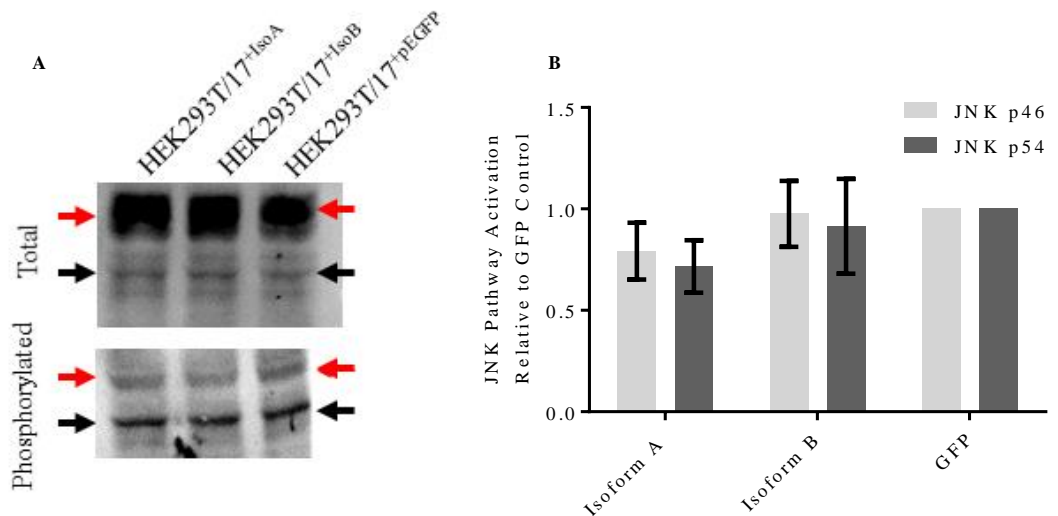 A
HEK293T/17+IsoA
HEK293T/17+IsoB
HEK293T/17+pEGFP
Total
Phosphorylated
B
JNK Pathway Activation
Relative to GFP Control
1.5
1.0
0.5
0.0
JNK p46
JNK p54
Isoform A
Isoform B
GFP